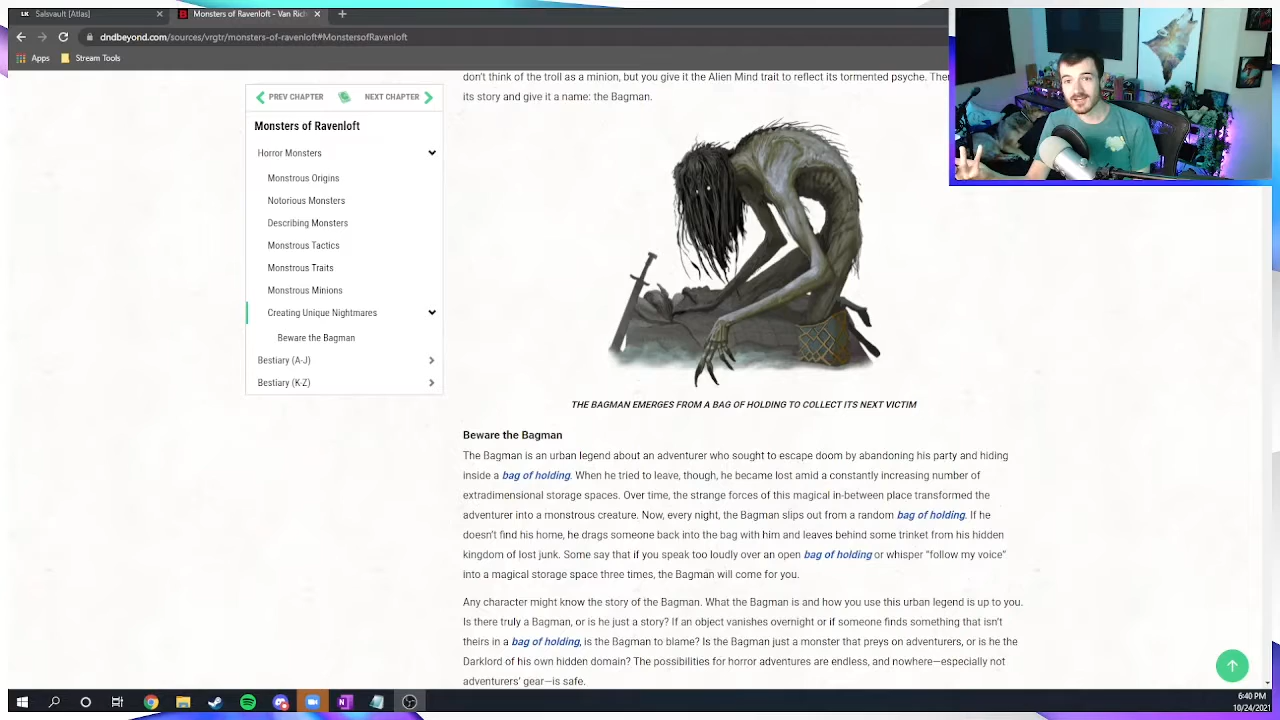 LK Salsvault [Atlas]
Monsters of Ravenloft - Van Rich
dndbeyond.com/sources/vrgtr/monsters-of-ravenloft#MonstersofRavenloft
Apps Stream Tools
don't think of the troll as a minion, but you give it the Alien Mind trait to reflect its tormented psyche. Then
its story and give it a name: the Bagman.
PREV CHAPTER NEXT CHAPTER
Monsters of Ravenloft
Horror Monsters
Monstrous Origins
Notorious Monsters
Describing Monsters
Monstrous Tactics
Monstrous Traits
Monstrous Minions
Creating Unique Nightmares
Beware the Bagman
Bestiary (A-J)
Bestiary (K-Z)
THE BAGMAN EMERGES FROM A BAG OF HOLDING TO COLLECT ITS NEXT VICTIM
Beware the Bagman
The Bagman is an urban legend about an adventurer who sought to escape doom by abandoning his party and hiding
inside a bag of holding. When he tried to leave, though, he became lost amid a constantly increasing number of
extradimensional storage spaces. Over time, the strange forces of this magical in-between place transformed the
adventurer into a monstrous creature. Now, every night, the Bagman slips out from a random bag of holding. If he
doesn't find his home, he drags someone back into the bag with him and leaves behind some trinket from his hidden
kingdom of lost junk. Some say that if you speak too loudly over an open bag of holding or whisper "follow my voice"
into a magical storage space three times, the Bagman will come for you.
Any character might know the story of the Bagman. What the Bagman is and how you use this urban legend is up to you.
Is there truly a Bagman, or is he just a story? If an object vanishes overnight or if someone finds something that isn't
theirs in a bag of holding, is the Bagman to blame? Is the Bagman just a monster that preys on adventurers, or is he the
Darklord of his own hidden domain? The possibilities for horror adventures are endless, and nowhere—especially not
adventurers' gear—is safe.
6:40 PM
10/24/2021